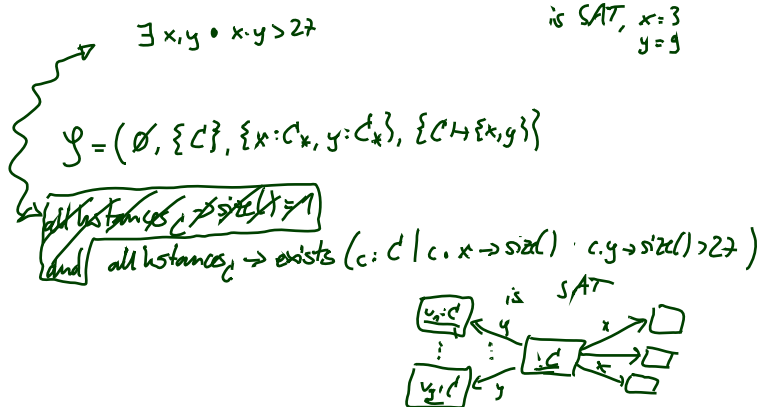 ∃ x, y • x · y > 27
is SAT, x = 3
y = 9
𝒮 = (∅, {C}, {x : C*, y : C*}, {C ↦ {x, y}})
allInstances_C → size() = 1
and allInstances_C → exists (c : C | c . x → size() · c . y → size() > 27)
is SAT
v₁ : C y x
⋮ ⋮ : C
v₉ : C y x